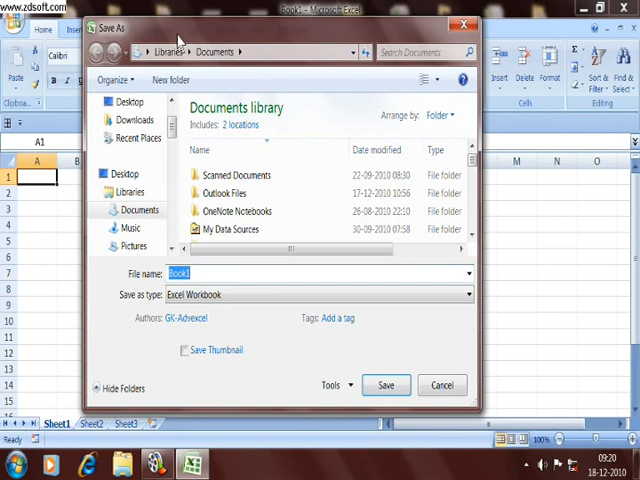 www.zdsoft.com
Book1 - Microsoft Excel
Save As
Home
Libraries
Documents
Search Documents
Calibri
Paste
B
Insert
Delete
Format
Sort & Filter
Find & Select
Clipboard
Cells
Organize
New folder
Desktop
Downloads
Recent Places
Desktop
Libraries
Documents
Music
Pictures
Documents library
Includes: 2 locations
Arrange by: Folder
Name Date modified Type
Scanned Documents 22-09-2010 08:30 File folder
Outlook Files 17-12-2010 10:56 File folder
OneNote Notebooks 26-08-2010 22:10 File folder
My Data Sources 30-09-2010 07:58 File folder
File name: Book1
Save as type: Excel Workbook
Authors: GK-Advexcel
Tags: Add a tag
Save Thumbnail
Hide Folders
Tools
Save
Cancel
A1
A B M N O
1
2
3
4
5
6
7
8
9
10
11
12
13
14
15
Sheet1 Sheet2 Sheet3
Ready
100%
09:20
18-12-2010